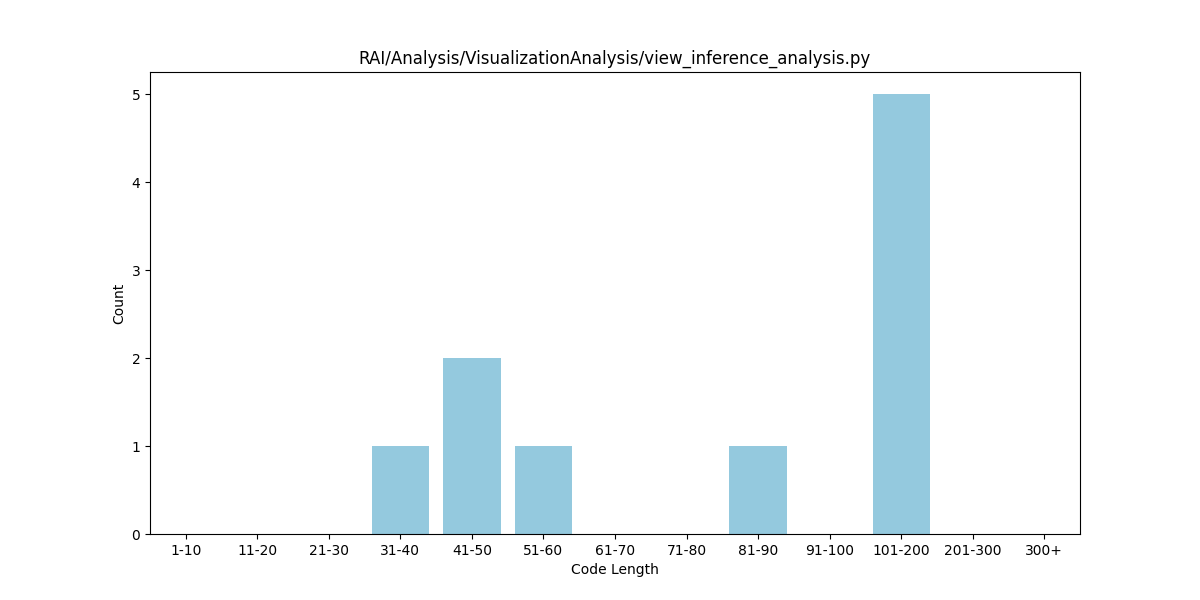 RAI/Analysis/VisualizationAnalysis/view_inference_analysis.py
5
4
3
2
1
0
Count
1-10 11-20 21-30 31-40 41-50 51-60 61-70 71-80 81-90 91-100 101-200 201-300 300+
Code Length